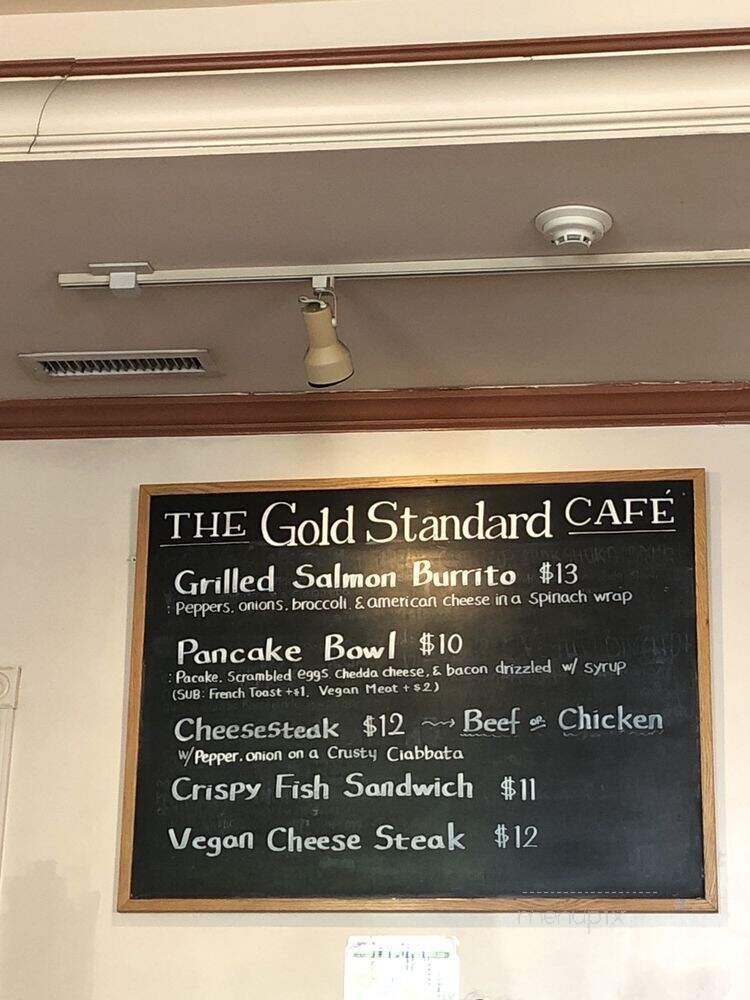 THE Gold Standard CAFÉ
Grilled Salmon Burrito $13
: Peppers, onions, broccoli, & american cheese in a Spinach wrap
Pancake Bowl $10
: Pacake, Scrambled eggs, chedda cheese, & bacon drizzled w/ syrup
(SUB: French Toast +$1, Vegan Meat + $2)
Cheesesteak $12 ~> Beef or Chicken
w/ Pepper, onion on a Crusty Ciabbata
Crispy Fish Sandwich $11
Vegan Cheese Steak $12
menupix